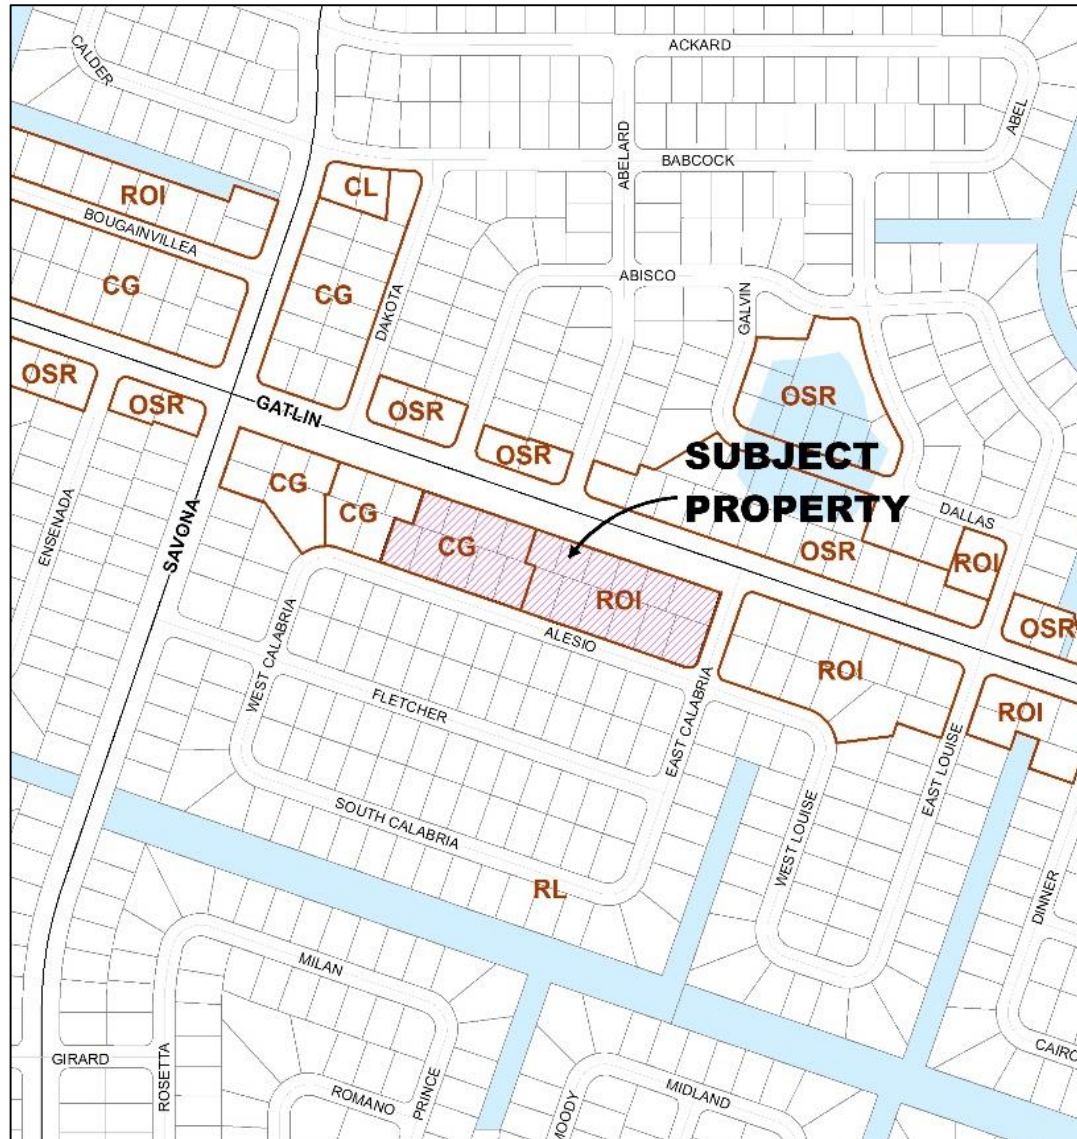 ACKARD
CALDER
ABEL
ABELARD
BABCOCK
CL
ROI
BOUGAINVILLEA
ABISCO
CG
CG
DAKOTA
GALVIN
OSR
OSR
OSR
GATLIN
OSR
OSR
SUBJECT
PROPERTY
CG
CG
ENSENADA
SAVONA
DALLAS
CG
OSR
ROI
ROI
OSR
ALESIO
WEST CALABRIA
FLETCHER
EAST CALABRIA
ROI
ROI
EAST LOUISE
WEST LOUISE
SOUTH CALABRIA
RL
DINNER
MILAN
GIRARD
ROSETTA
ROMANO
PRINCE
MOODY
MIDLAND
CAIRO